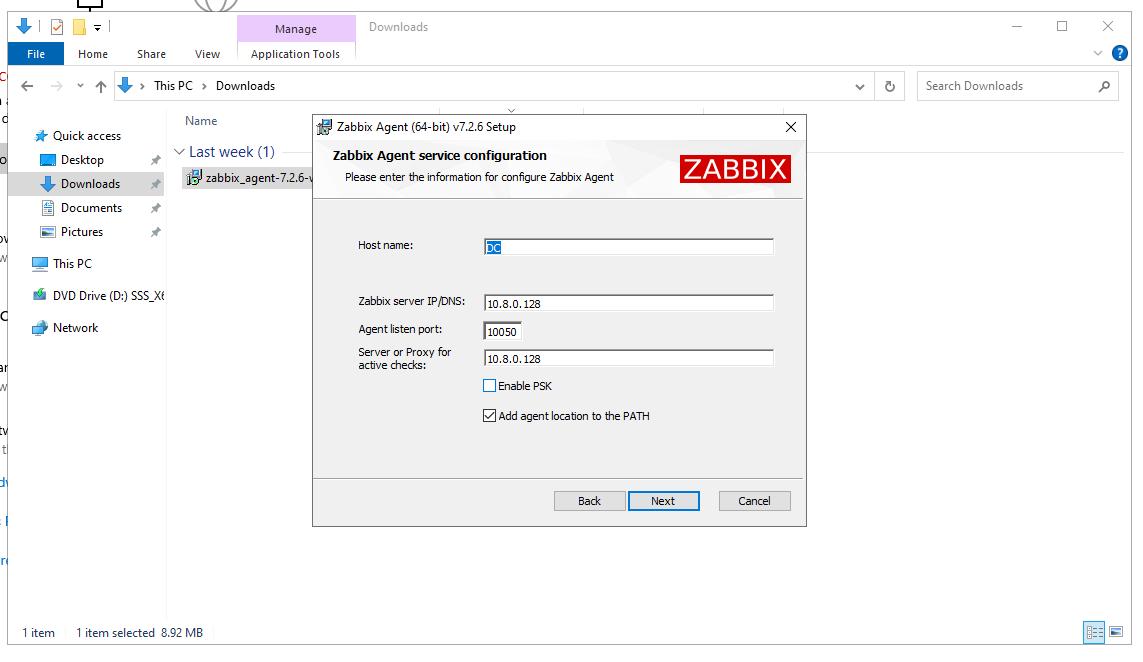 Manage
Downloads
File
Home
Share
View
Application Tools
This PC
Downloads
Search Downloads
Name
Quick access
Last week (1)
Desktop
Downloads
zabbix_agent-7.2.6-
Documents
Pictures
This PC
DVD Drive (D:) SSS_X6
Network
Zabbix Agent (64-bit) v7.2.6 Setup
Zabbix Agent service configuration
Please enter the information for configure Zabbix Agent
ZABBIX
Host name:
DC
Zabbix server IP/DNS:
10.8.0.128
Agent listen port:
10050
Server or Proxy for
active checks:
10.8.0.128
Enable PSK
Add agent location to the PATH
Back
Next
Cancel
1 item
1 item selected 8.92 MB